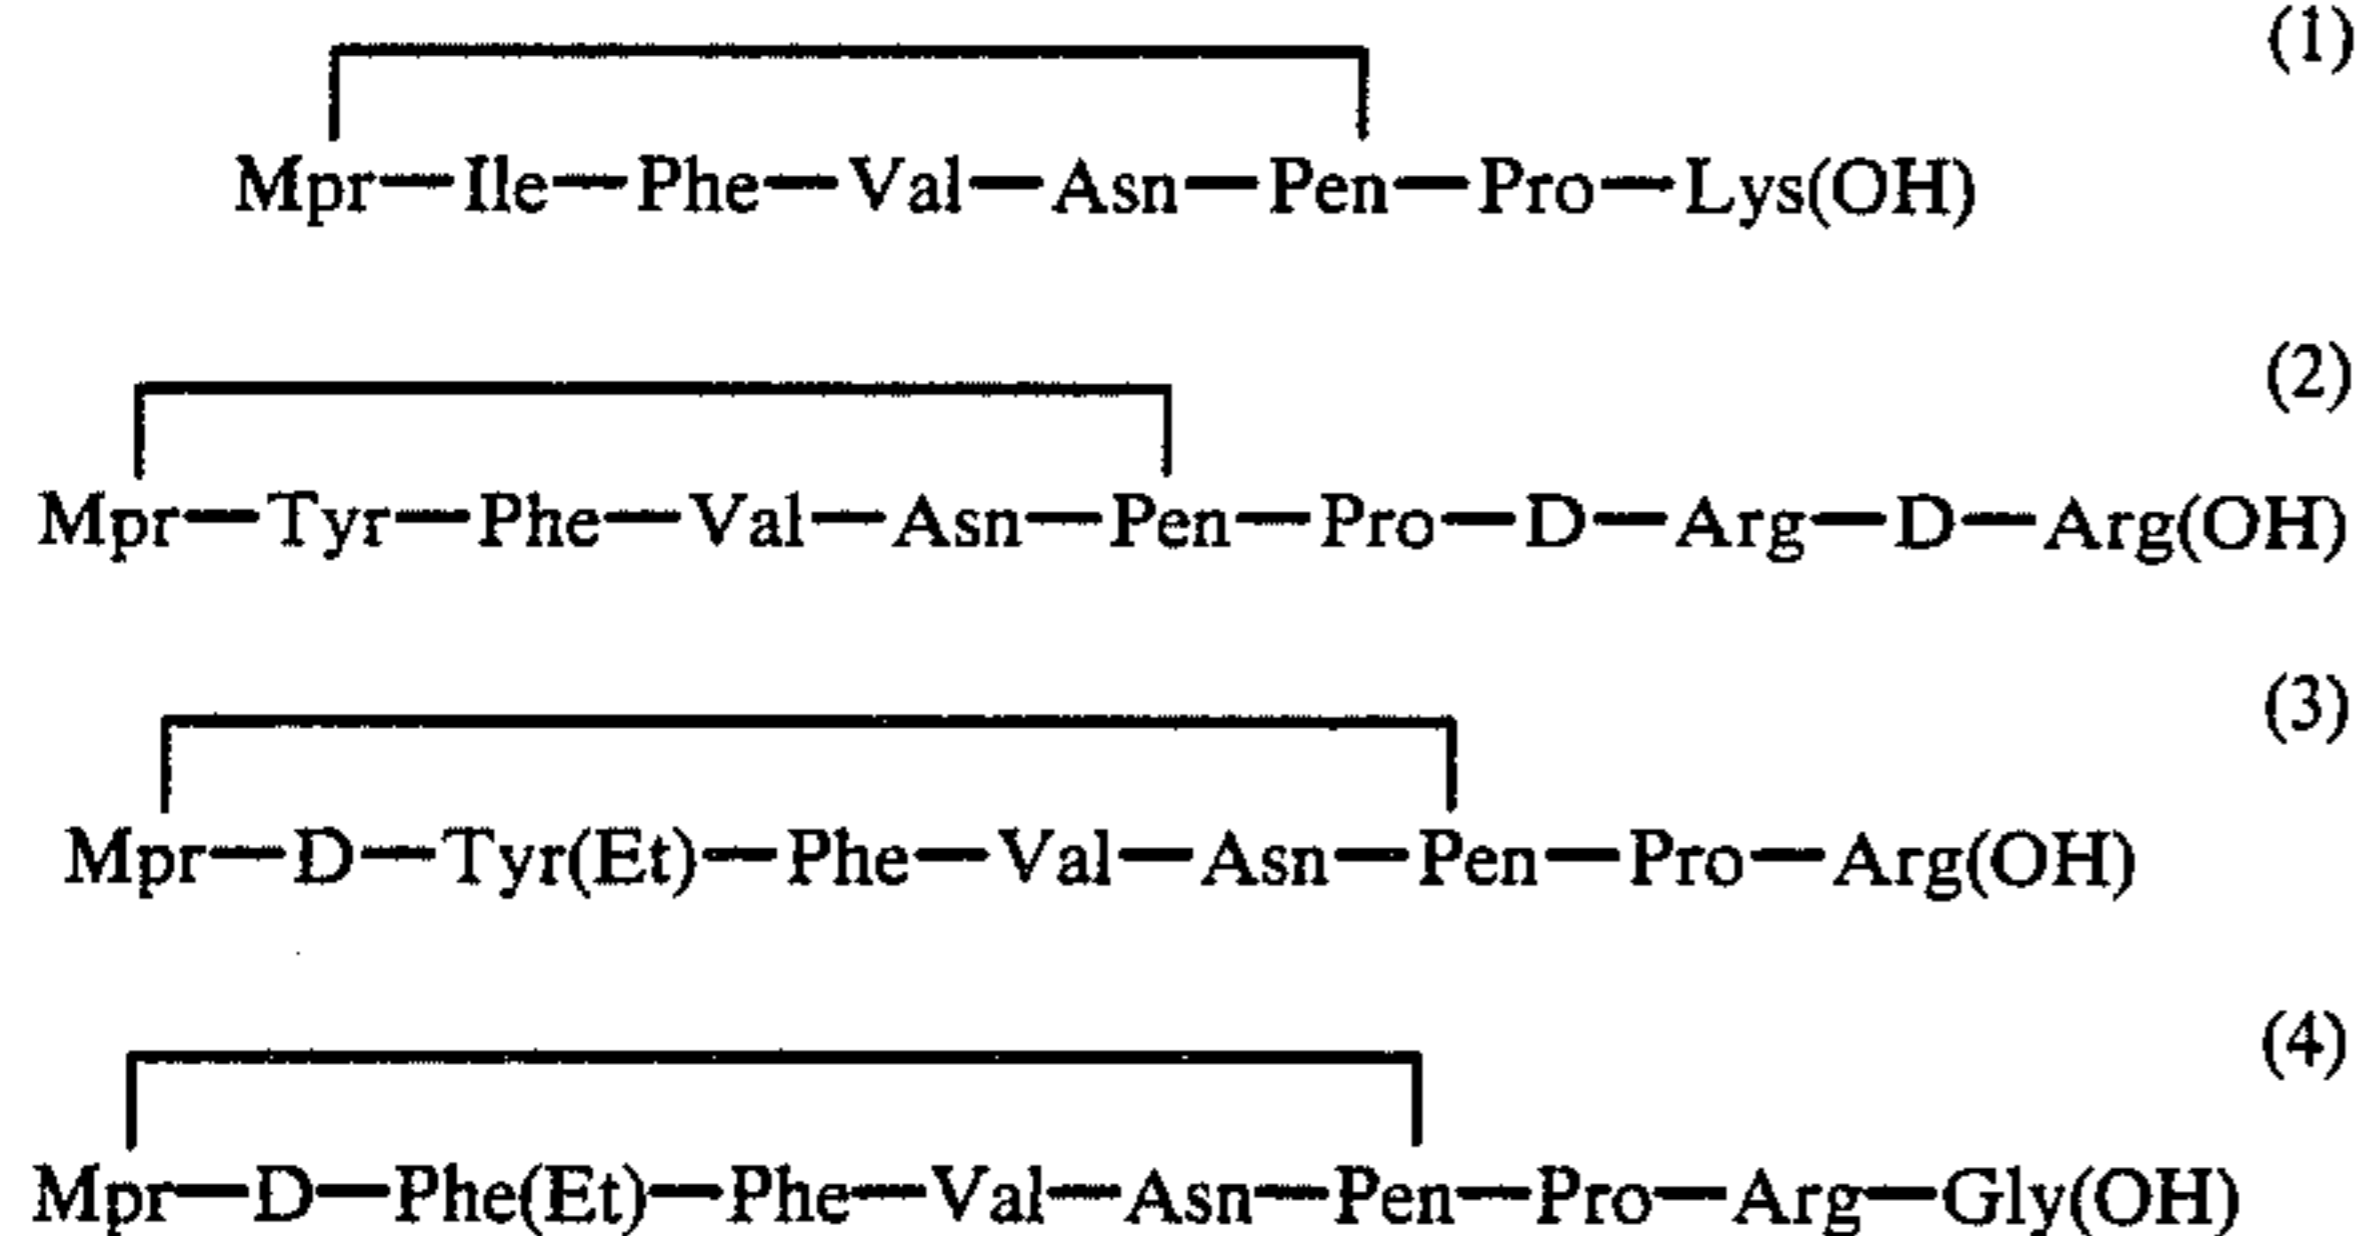 (1)
Mpr—Ile—Phe—Val—Asn—Pen—Pro—Lys(OH)
(2)
Mpr—Tyr—Phe—Val—Asn—Pen—Pro—D—Arg—D—Arg(OH)
(3)
Mpr—D—Tyr(Et)—Phe—Val—Asn—Pen—Pro—Arg(OH)
(4)
Mpr—D—Phe(Et)—Phe—Val—Asn—Pen—Pro—Arg—Gly(OH)